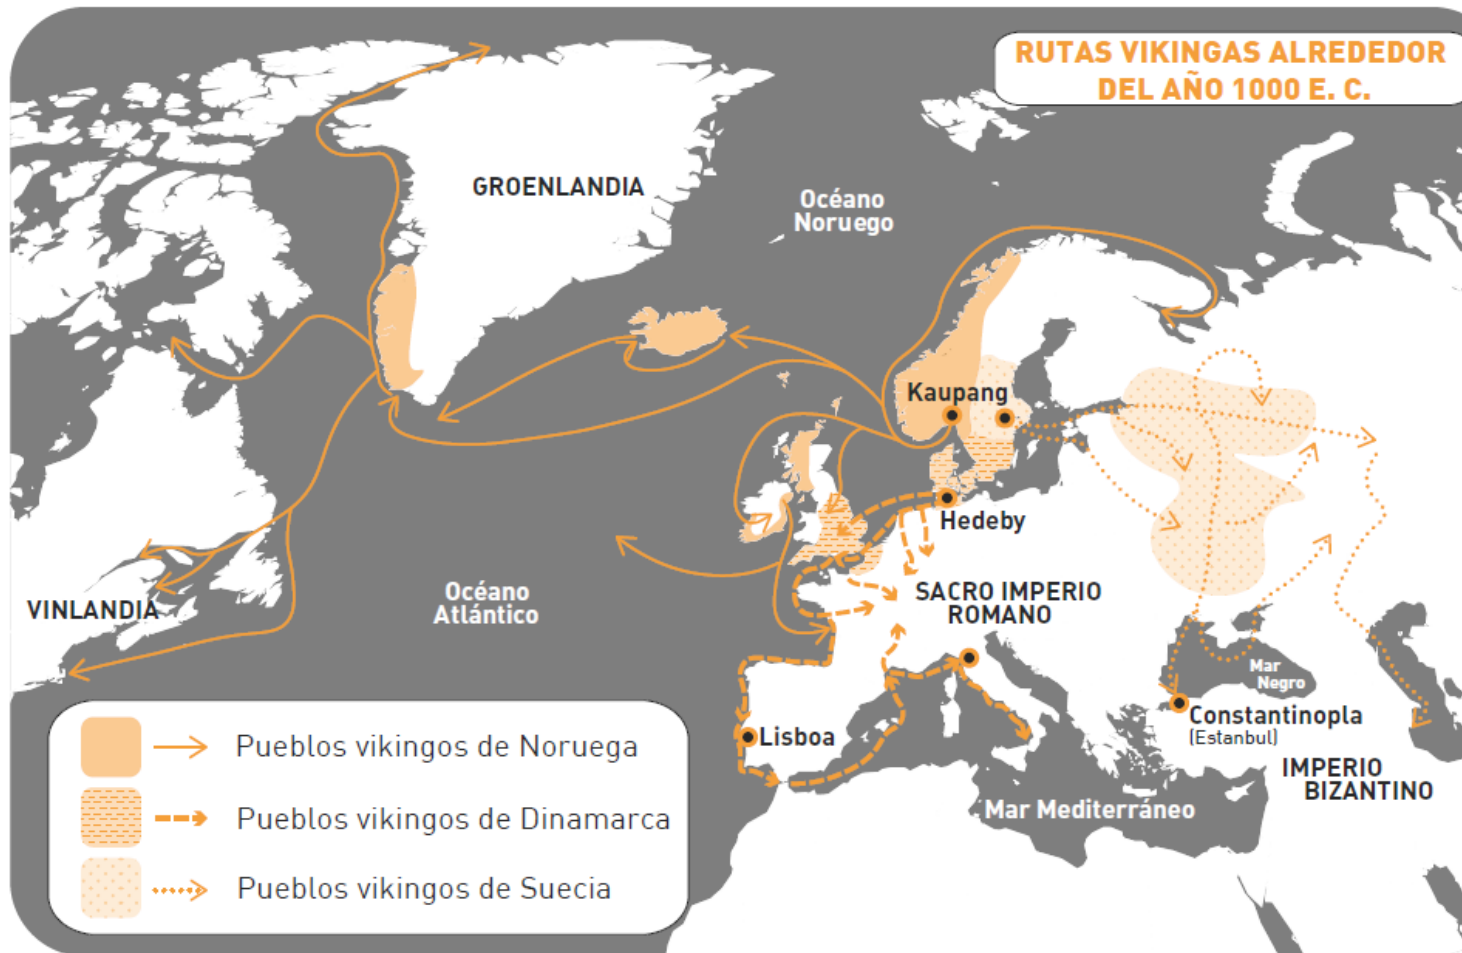 RUTAS VIKINGAS ALREDEDOR
DEL AÑO 1000 E. C.
GROENLANDIA
Océano
Noruego
Kaupang
Hedeby
SACRO IMPERIO
ROMANO
Océano
Atlántico
VINLANDIA
Mar
Negro
Lisboa
Constantinopla
(Estanbul)
IMPERIO
BIZANTINO
Mar Mediterráneo
Pueblos vikingos de Noruega
Pueblos vikingos de Dinamarca
Pueblos vikingos de Suecia